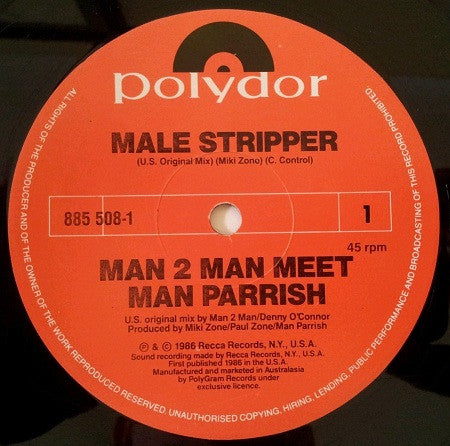 polydor
MALE STRIPPER
(U.S. Original Mix) (Miki Zone) (C. Control)
885 508-1
1
45 rpm
MAN 2 MAN MEET
MAN PARRISH
U.S. original mix by Man 2 Man/Denny O'Connor
Produced by Miki Zone/Paul Zone/Man Parrish
℗ & © 1986 Recca Records, N.Y., U.S.A.
Sound recording made by Recca Records, N.Y., U.S.A.
First published 1986 in the U.S.A.
Manufactured and marketed in Australasia
by PolyGram Records under
exclusive licence.
ALL RIGHTS OF THE PRODUCER AND OF THE OWNER OF THE WORK REPRODUCED RESERVED. UNAUTHORISED COPYING, HIRING, LENDING, PUBLIC PERFORMANCE AND BROADCASTING OF THIS RECORD PROHIBITED.